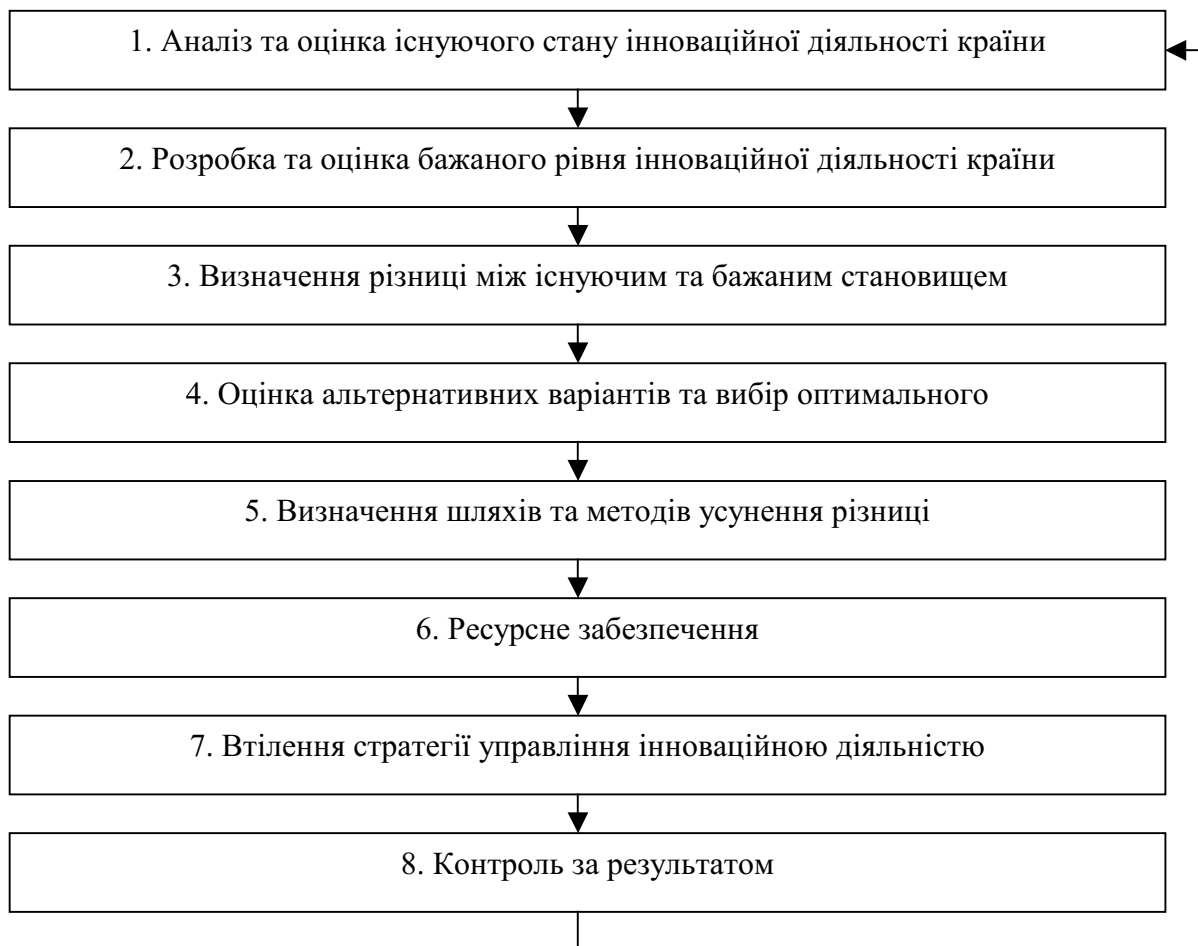 1. Аналіз та оцінка існуючого стану інноваційної діяльності країни
2. Розробка та оцінка бажаного рівня інноваційної діяльності країни
3. Визначення різниці між існуючим та бажаним становищем
4. Оцінка альтернативних варіантів та вибір оптимального
5. Визначення шляхів та методів усунення різниці
6. Ресурсне забезпечення
7. Втілення стратегії управління інноваційною діяльністю
8. Контроль за результатом